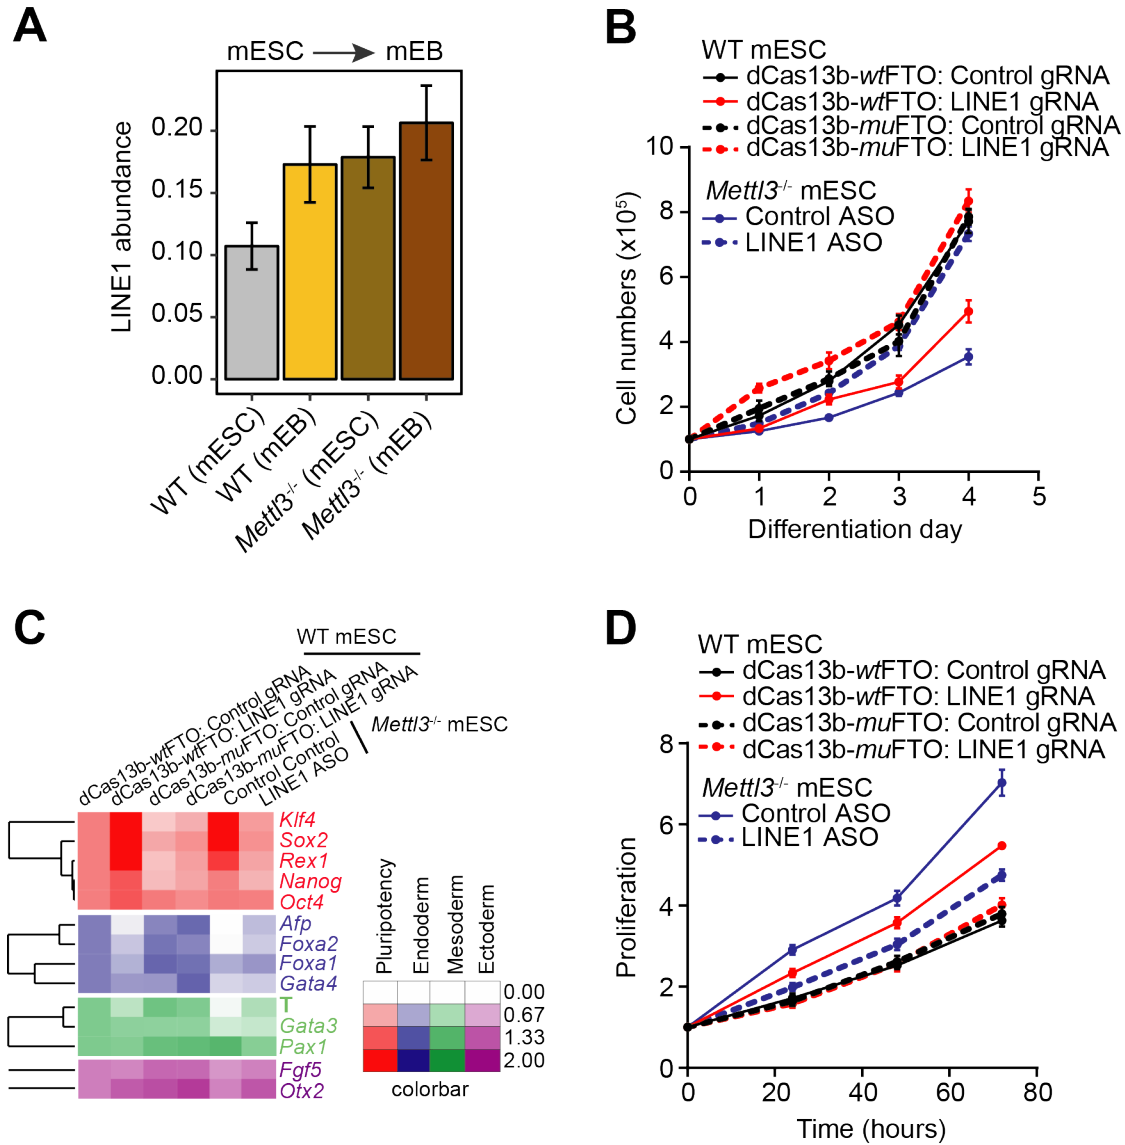 A
mESC → mEB
LINE1 abundance
0.20
0.15
0.10
0.05
0.00
WT (mESC)
WT (mEB)
Mettl3-/- (mESC)
Mettl3-/- (mEB)
B
WT mESC
dCas13b-wtFTO: Control gRNA
dCas13b-wtFTO: LINE1 gRNA
dCas13b-muFTO: Control gRNA
dCas13b-muFTO: LINE1 gRNA
Mettl3-/- mESC
Control ASO
LINE1 ASO
Cell numbers (x10⁵)
10
8
6
4
2
0
0 1 2 3 4 5
Differentiation day
C
WT mESC
dCas13b-wtFTO: Control gRNA
dCas13b-wtFTO: LINE1 gRNA
dCas13b-muFTO: Control gRNA
dCas13b-muFTO: LINE1 gRNA
Control Control
LINE1 ASO
Mettl3-/- mESC
Klf4
Sox2
Rex1
Nanog
Oct4
Afp
Foxa2
Foxa1
Gata4
T
Gata3
Pax1
Fgf5
Otx2
Pluripotency
Endoderm
Mesoderm
Ectoderm
0.00
0.67
1.33
2.00
colorbar
D
WT mESC
dCas13b-wtFTO: Control gRNA
dCas13b-wtFTO: LINE1 gRNA
dCas13b-muFTO: Control gRNA
dCas13b-muFTO: LINE1 gRNA
Mettl3-/- mESC
Control ASO
LINE1 ASO
Proliferation
8
6
4
2
0
0 20 40 60 80
Time (hours)